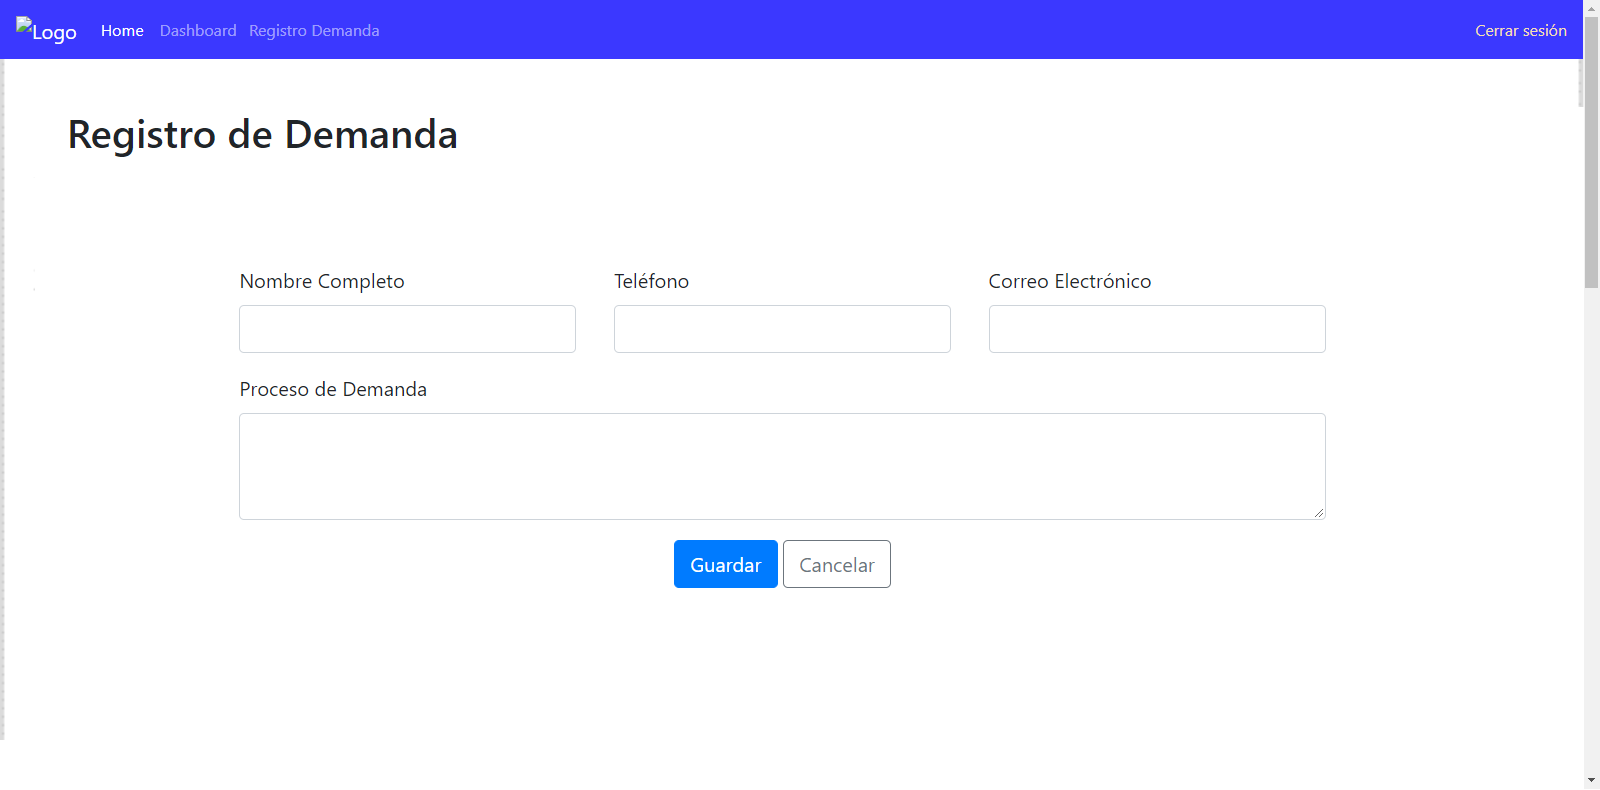 Logo Home Dashboard Registro Demanda Cerrar sesión
Registro de Demanda
Nombre Completo Teléfono Correo Electrónico
Proceso de Demanda
Guardar Cancelar